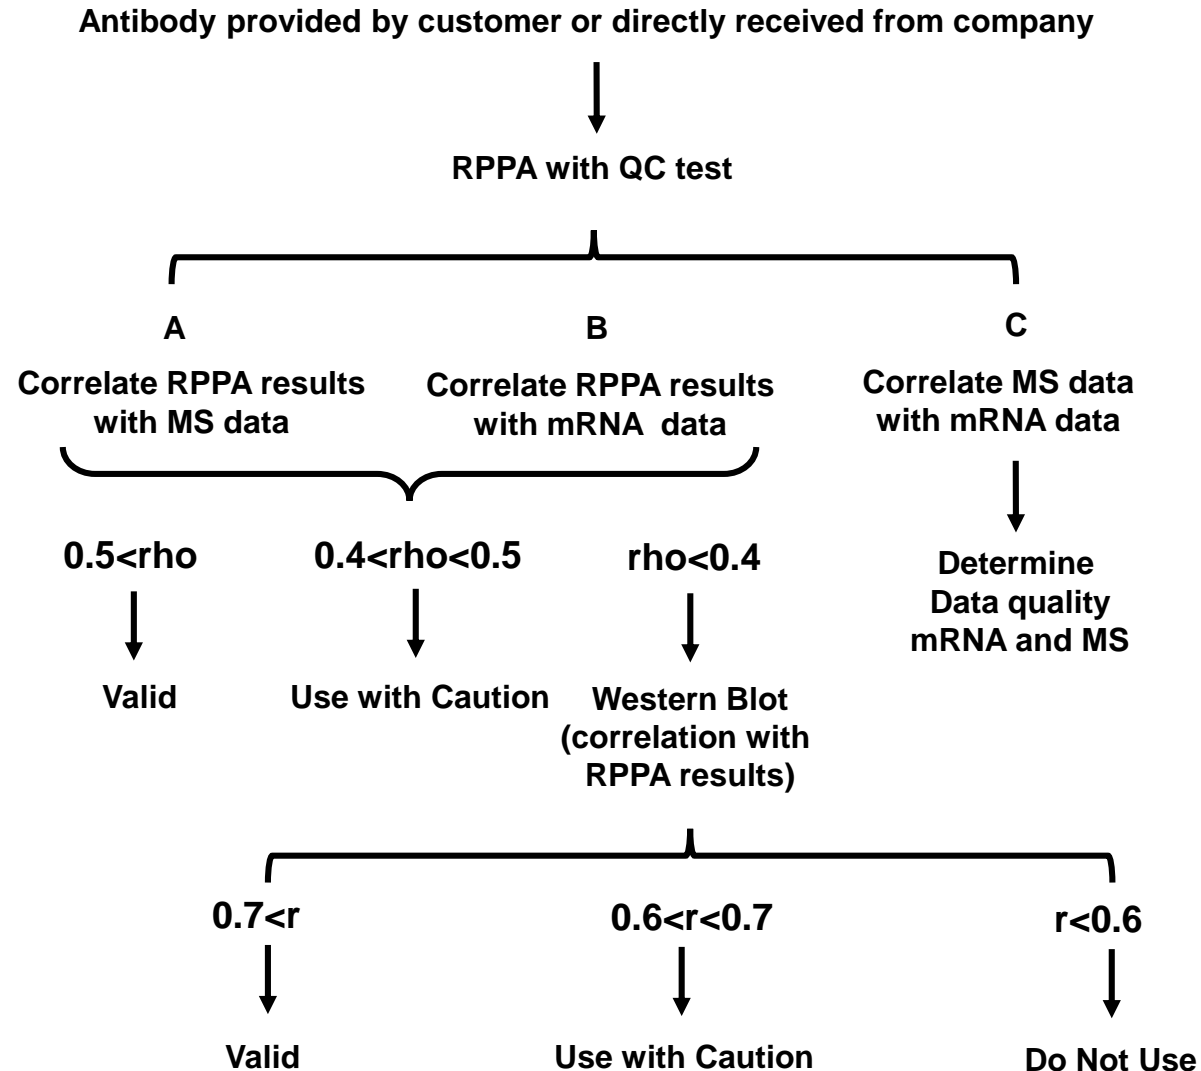 Antibody provided by customer or directly received from company
RPPA with QC test
A
Correlate RPPA results
with MS data
B
Correlate RPPA results
with mRNA data
C
Correlate MS data
with mRNA data
0.5<rho
0.4<rho<0.5
rho<0.4
Determine
Data quality
mRNA and MS
Valid
Use with Caution
Western Blot
(correlation with
RPPA results)
0.7<r
0.6<r<0.7
r<0.6
Valid
Use with Caution
Do Not Use